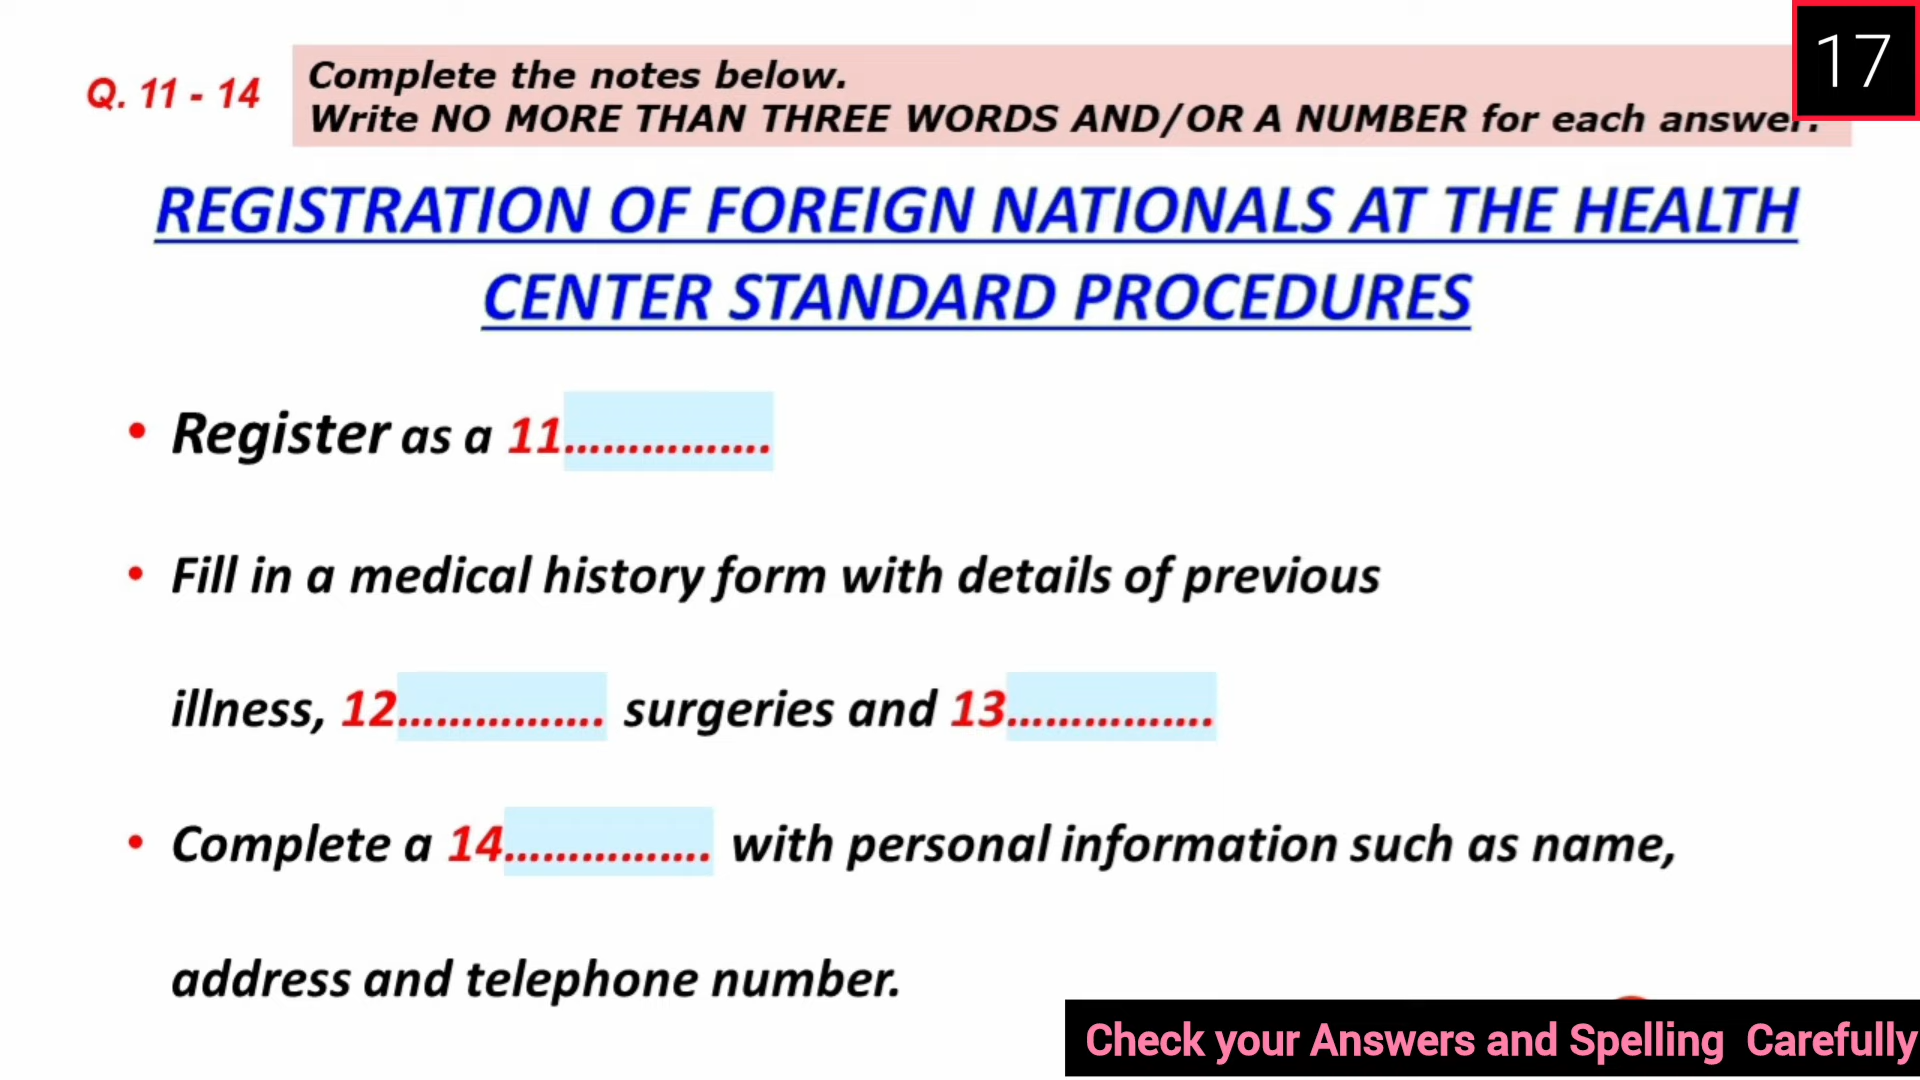 17
Q. 11 - 14
Complete the notes below.
Write NO MORE THAN THREE WORDS AND/OR A NUMBER for each answer.
REGISTRATION OF FOREIGN NATIONALS AT THE HEALTH
CENTER STANDARD PROCEDURES
• Register as a 11................
• Fill in a medical history form with details of previous
illness, 12................ surgeries and 13................
• Complete a 14................ with personal information such as name,
address and telephone number.
Check your Answers and Spelling Carefully